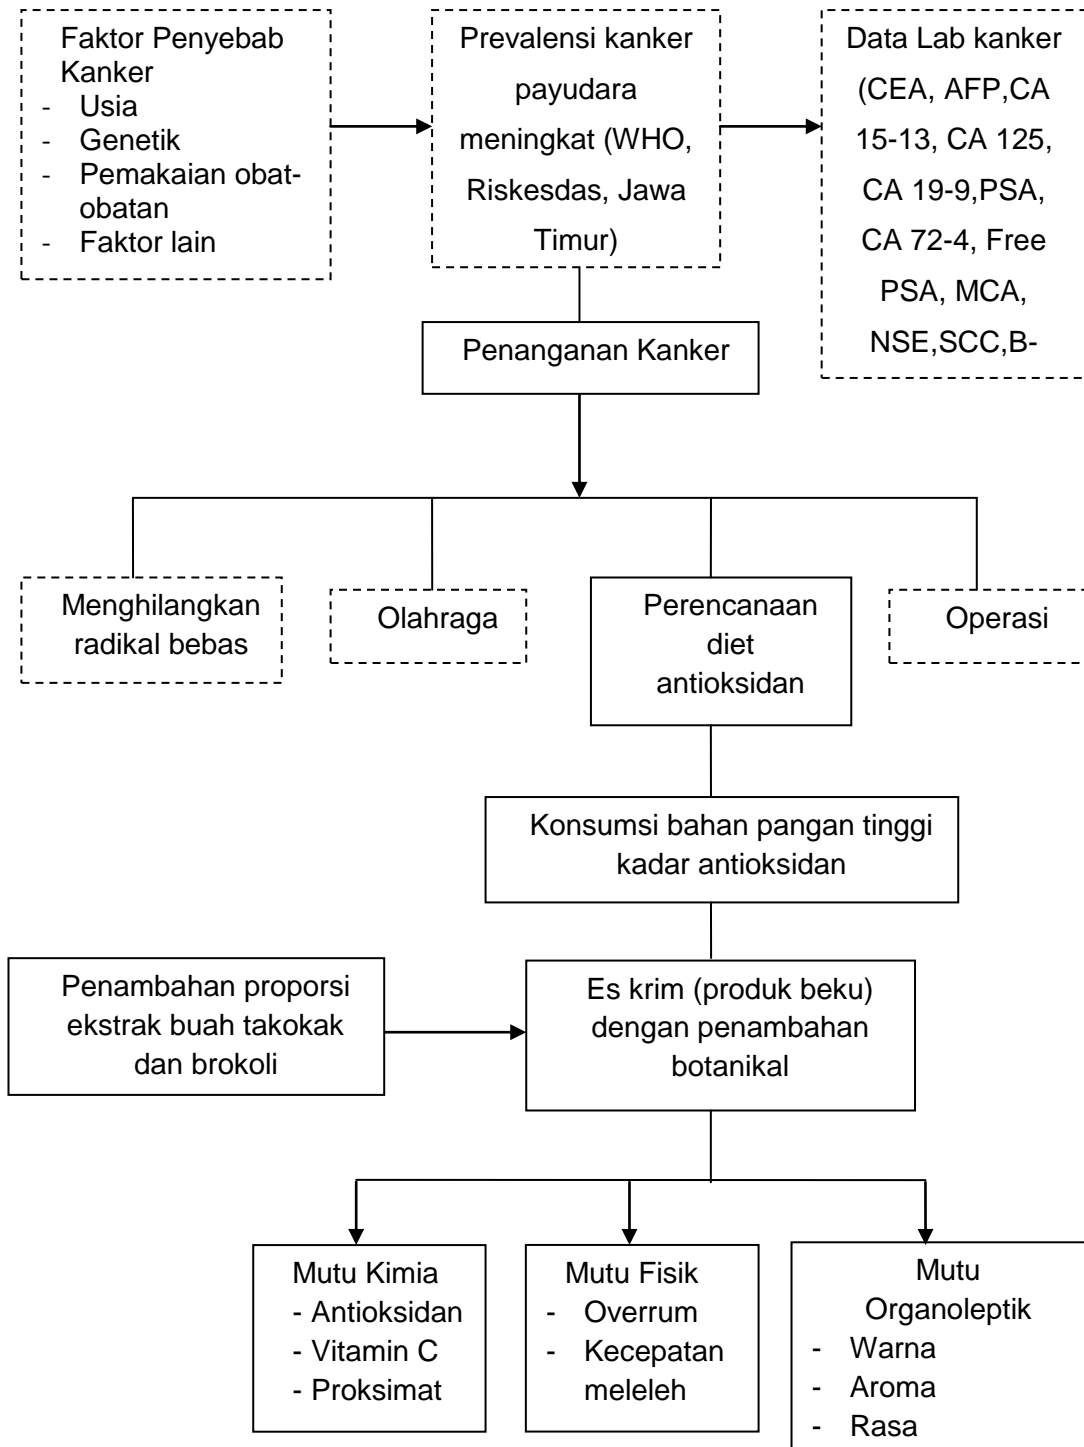 Faktor Penyebab
Kanker
- Usia
- Genetik
- Pemakaian obat-
obatan
- Faktor lain
Prevalensi kanker
payudara
meningkat (WHO,
Riskesdas, Jawa
Timur)
Data Lab kanker
(CEA, AFP,CA
15-13, CA 125,
CA 19-9,PSA,
CA 72-4, Free
PSA, MCA,
NSE,SCC,B-
Penanganan Kanker
Menghilangkan
radikal bebas
Olahraga
Perencanaan
diet
antioksidan
Operasi
Konsumsi bahan pangan tinggi
kadar antioksidan
Penambahan proporsi
ekstrak buah takokak
dan brokoli
Es krim (produk beku)
dengan penambahan
botanikal
Mutu Kimia
- Antioksidan
- Vitamin C
- Proksimat
Mutu Fisik
- Overrum
- Kecepatan
meleleh
Mutu
Organoleptik
- Warna
- Aroma
- Rasa